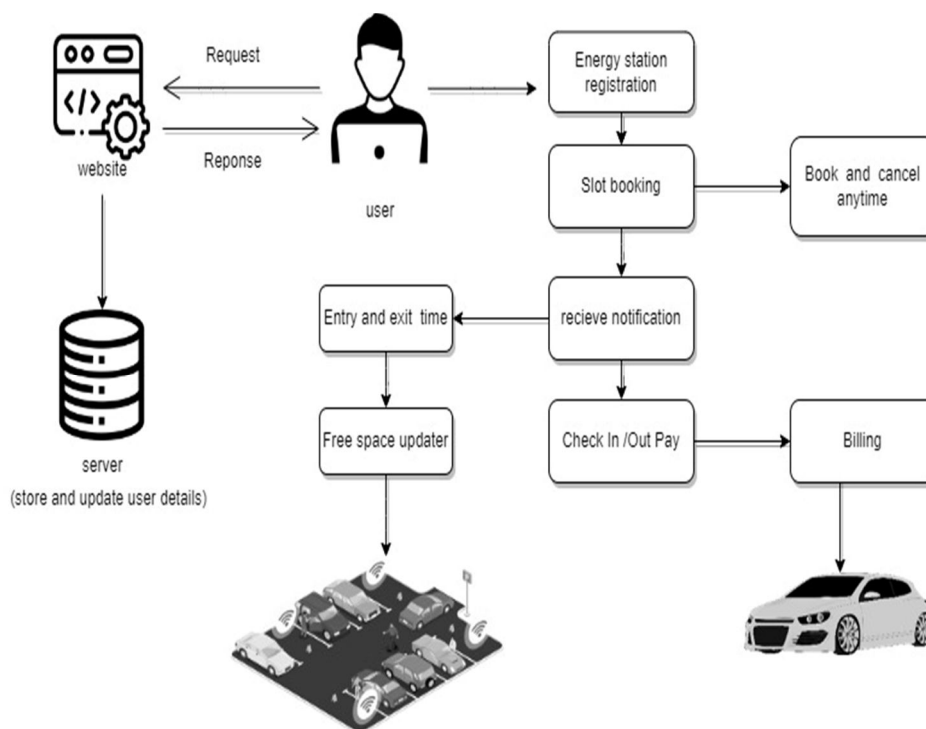 Request
Reponse
website
user
server
(store and update user details)
Energy station
registration
Slot booking
Book and cancel
anytime
recieve notification
Entry and exit time
Free space updater
Check In /Out Pay
Billing